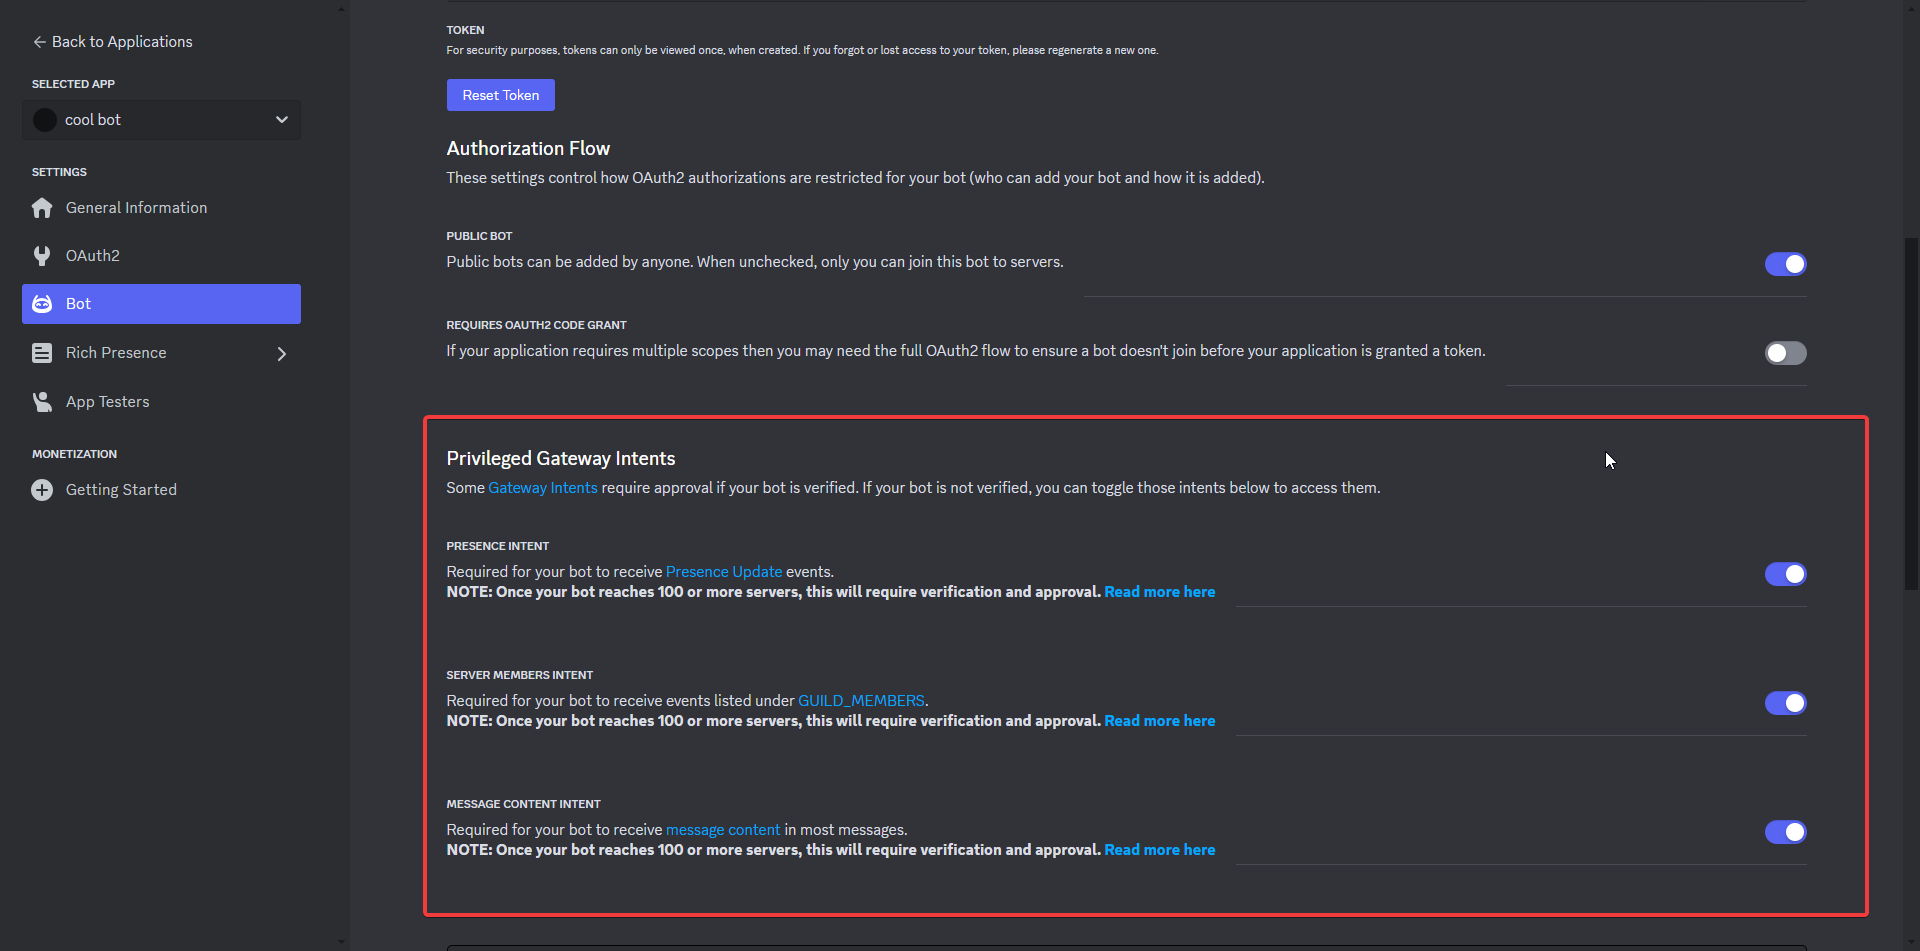 Back to Applications
SELECTED APP
cool bot
SETTINGS
General Information
OAuth2
Bot
Rich Presence
App Testers
MONETIZATION
Getting Started
TOKEN
For security purposes, tokens can only be viewed once, when created. If you forgot or lost access to your token, please regenerate a new one.
Reset Token
Authorization Flow
These settings control how OAuth2 authorizations are restricted for your bot (who can add your bot and how it is added).
PUBLIC BOT
Public bots can be added by anyone. When unchecked, only you can join this bot to servers.
REQUIRES OAUTH2 CODE GRANT
If your application requires multiple scopes then you may need the full OAuth2 flow to ensure a bot doesn't join before your application is granted a token.
Privileged Gateway Intents
Some Gateway Intents require approval if your bot is verified. If your bot is not verified, you can toggle those intents below to access them.
PRESENCE INTENT
Required for your bot to receive Presence Update events.
NOTE: Once your bot reaches 100 or more servers, this will require verification and approval. Read more here
SERVER MEMBERS INTENT
Required for your bot to receive events listed under GUILD_MEMBERS.
NOTE: Once your bot reaches 100 or more servers, this will require verification and approval. Read more here
MESSAGE CONTENT INTENT
Required for your bot to receive message content in most messages.
NOTE: Once your bot reaches 100 or more servers, this will require verification and approval. Read more here